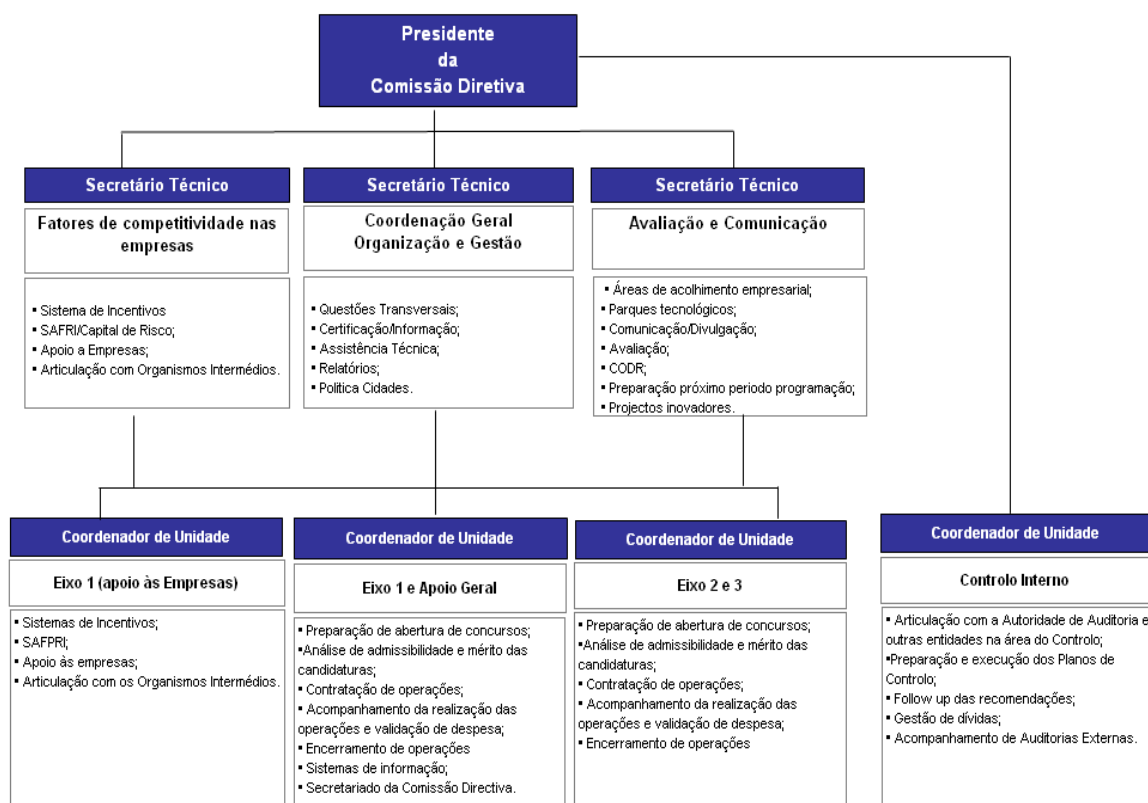 Presidente
da
Comissão Diretiva
Secretário Técnico
Fatores de competitividade nas
empresas
▪ Sistema de Incentivos
▪ SAFRI/Capital de Risco;
▪ Apoio a Empresas;
▪ Articulação com Organismos Intermédios.
Secretário Técnico
Coordenação Geral
Organização e Gestão
▪ Questões Transversais;
▪ Certificação/Informação;
▪ Assistência Técnica;
▪ Relatórios;
▪ Politica Cidades.
Secretário Técnico
Avaliação e Comunicação
▪ Áreas de acolhimento empresarial;
▪ Parques tecnológicos;
▪ Comunicação/Divulgação;
▪ Avaliação;
▪ CODR;
▪ Preparação próximo periodo programação;
▪ Projectos inovadores.
Coordenador de Unidade
Eixo 1 (apoio às Empresas)
▪ Sistemas de Incentivos;
▪ SAFPRI;
▪ Apoio às empresas;
▪ Articulação com os Organismos Intermédios.
Coordenador de Unidade
Eixo 1 e Apoio Geral
▪ Preparação de abertura de concursos;
▪Análise de admissibilidade e mérito das
candidaturas;
▪ Contratação de operações;
▪ Acompanhamento da realização das
operações e validação de despesa;
▪ Encerramento de operações
▪ Sistemas de informação;
▪ Secretariado da Comissão Directiva.
Coordenador de Unidade
Eixo 2 e 3
▪ Preparação de abertura de concursos;
▪Análise de admissibilidade e mérito das
candidaturas;
▪ Contratação de operações;
▪ Acompanhamento da realização das
operações e validação de despesa;
▪ Encerramento de operações
Coordenador de Unidade
Controlo Interno
▪ Articulação com a Autoridade de Auditoria e
outras entidades na área do Controlo;
▪Preparação e execução dos Planos de
Controlo;
▪ Follow up das recomendações;
▪ Gestão de dívidas;
▪ Acompanhamento de Auditorias Externas.